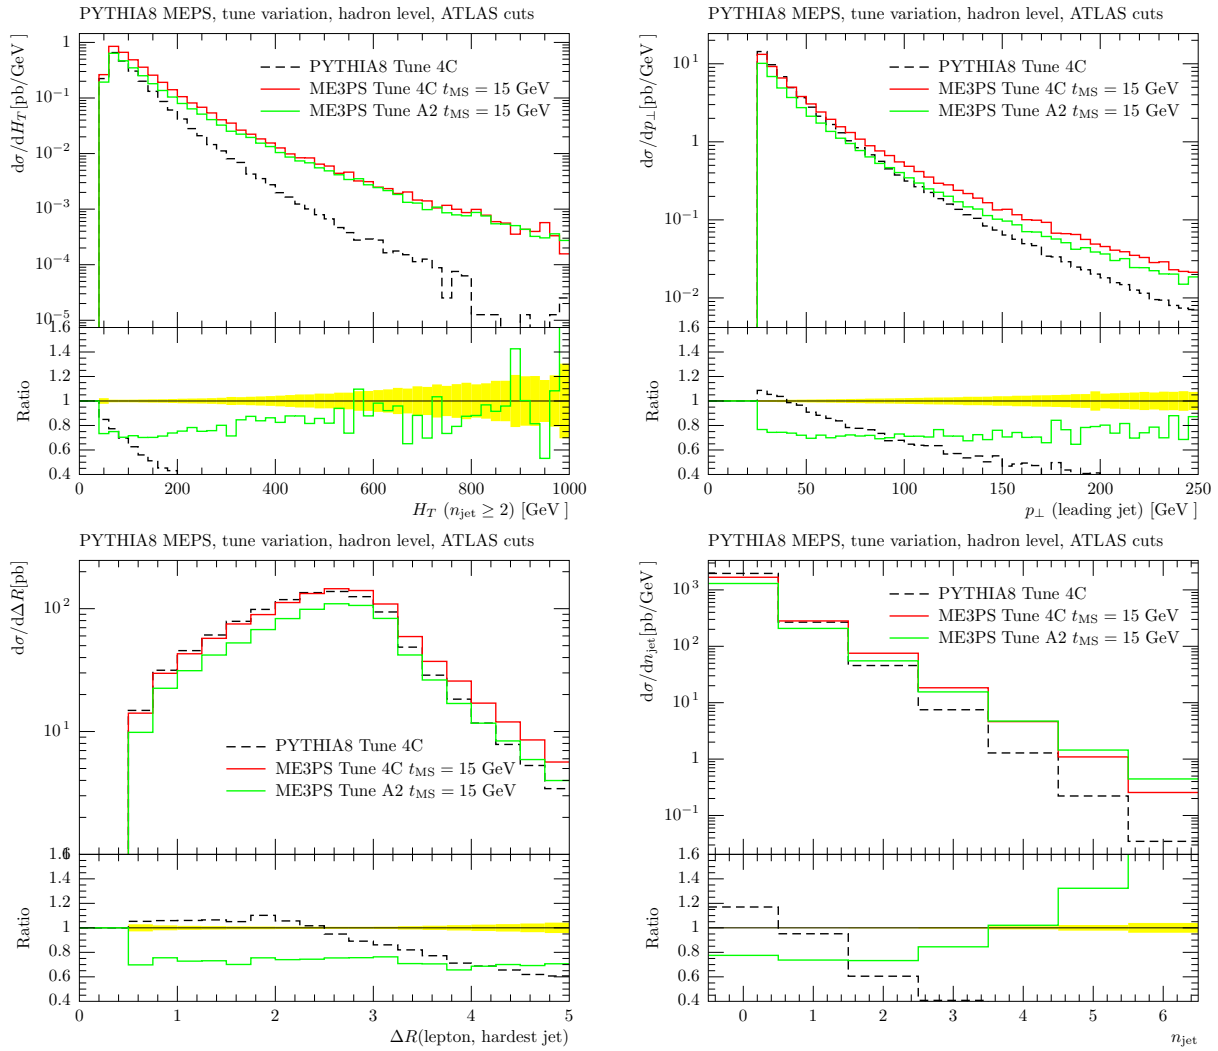 PYTHIA8 MEPS, tune variation, hadron level, ATLAS cuts
dσ/dH_T [pb/GeV]
1
10^−1
10^−2
10^−3
10^−4
10^−5
PYTHIA8 Tune 4C
ME3PS Tune 4C t_MS = 15 GeV
ME3PS Tune A2 t_MS = 15 GeV
Ratio
1.6
1.4
1.2
1
0.8
0.6
0.4
0 200 400 600 800 1000
H_T (n_jet ≥ 2) [GeV ]
PYTHIA8 MEPS, tune variation, hadron level, ATLAS cuts
dσ/dp_⊥ [pb/GeV]
10^1
1
10^−1
10^−2
PYTHIA8 Tune 4C
ME3PS Tune 4C t_MS = 15 GeV
ME3PS Tune A2 t_MS = 15 GeV
Ratio
1.6
1.4
1.2
1
0.8
0.6
0.4
0 50 100 150 200 250
p_⊥ (leading jet) [GeV ]
PYTHIA8 MEPS, tune variation, hadron level, ATLAS cuts
dσ/dΔR[pb]
10^2
10^1
1
PYTHIA8 Tune 4C
ME3PS Tune 4C t_MS = 15 GeV
ME3PS Tune A2 t_MS = 15 GeV
Ratio
1.6
1.4
1.2
1
0.8
0.6
0.4
0 1 2 3 4 5
ΔR(lepton, hardest jet)
PYTHIA8 MEPS, tune variation, hadron level, ATLAS cuts
dσ/dn_jet[pb/GeV]
10^3
10^2
10^1
1
10^−1
PYTHIA8 Tune 4C
ME3PS Tune 4C t_MS = 15 GeV
ME3PS Tune A2 t_MS = 15 GeV
Ratio
1.6
1.4
1.2
1
0.8
0.6
0.4
0 1 2 3 4 5 6
n_jet